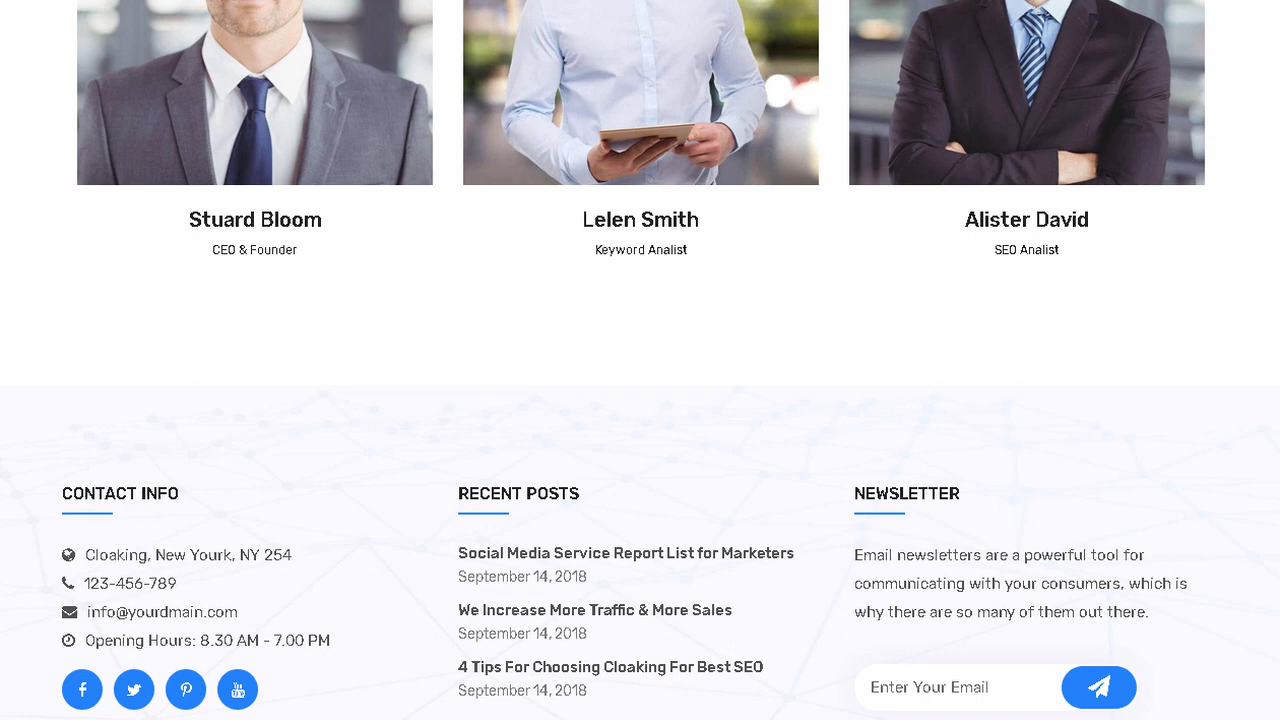 Stuard Bloom
CEO & Founder
Lelen Smith
Keyword Analist
Alister David
SEO Analist
CONTACT INFO
Cloaking, New Yourk, NY 254
123-456-789
info@yourdmain.com
Opening Hours: 8.30 AM - 7.00 PM
RECENT POSTS
Social Media Service Report List for Marketers
September 14, 2018
We Increase More Traffic & More Sales
September 14, 2018
4 Tips For Choosing Cloaking For Best SEO
September 14, 2018
NEWSLETTER
Email newsletters are a powerful tool for
communicating with your consumers, which is
why there are so many of them out there.
Enter Your Email